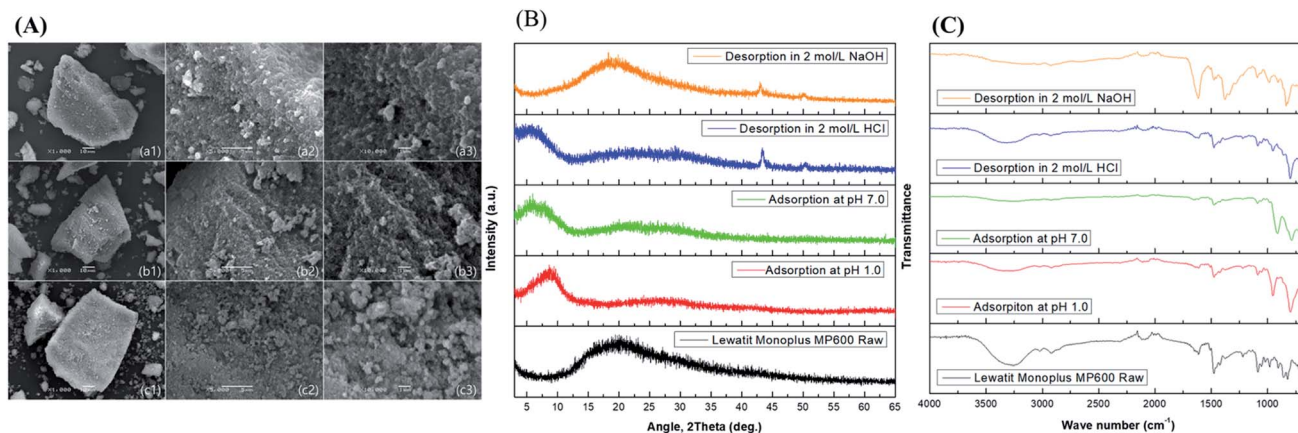 (A)
(B)
(C)
(a1)
(a2)
(a3)
(b1)
(b2)
(b3)
(c1)
(c2)
(c3)
Intensity (a.u.)
Desorption in 2 mol/L NaOH
Desorption in 2 mol/L HCl
Adsorption at pH 7.0
Adsorption at pH 1.0
Lewatit Monoplus MP600 Raw
5 10 15 20 25 30 35 40 45 50 55 60 65
Angle, 2Theta (deg.)
Transmittance
Desorption in 2 mol/L NaOH
Desorption in 2 mol/L HCl
Adsorption at pH 7.0
Adsorpiton at pH 1.0
Lewatit Monoplus MP600 Raw
4000 3500 3000 2500 2000 1500 1000
Wave number (cm⁻¹)